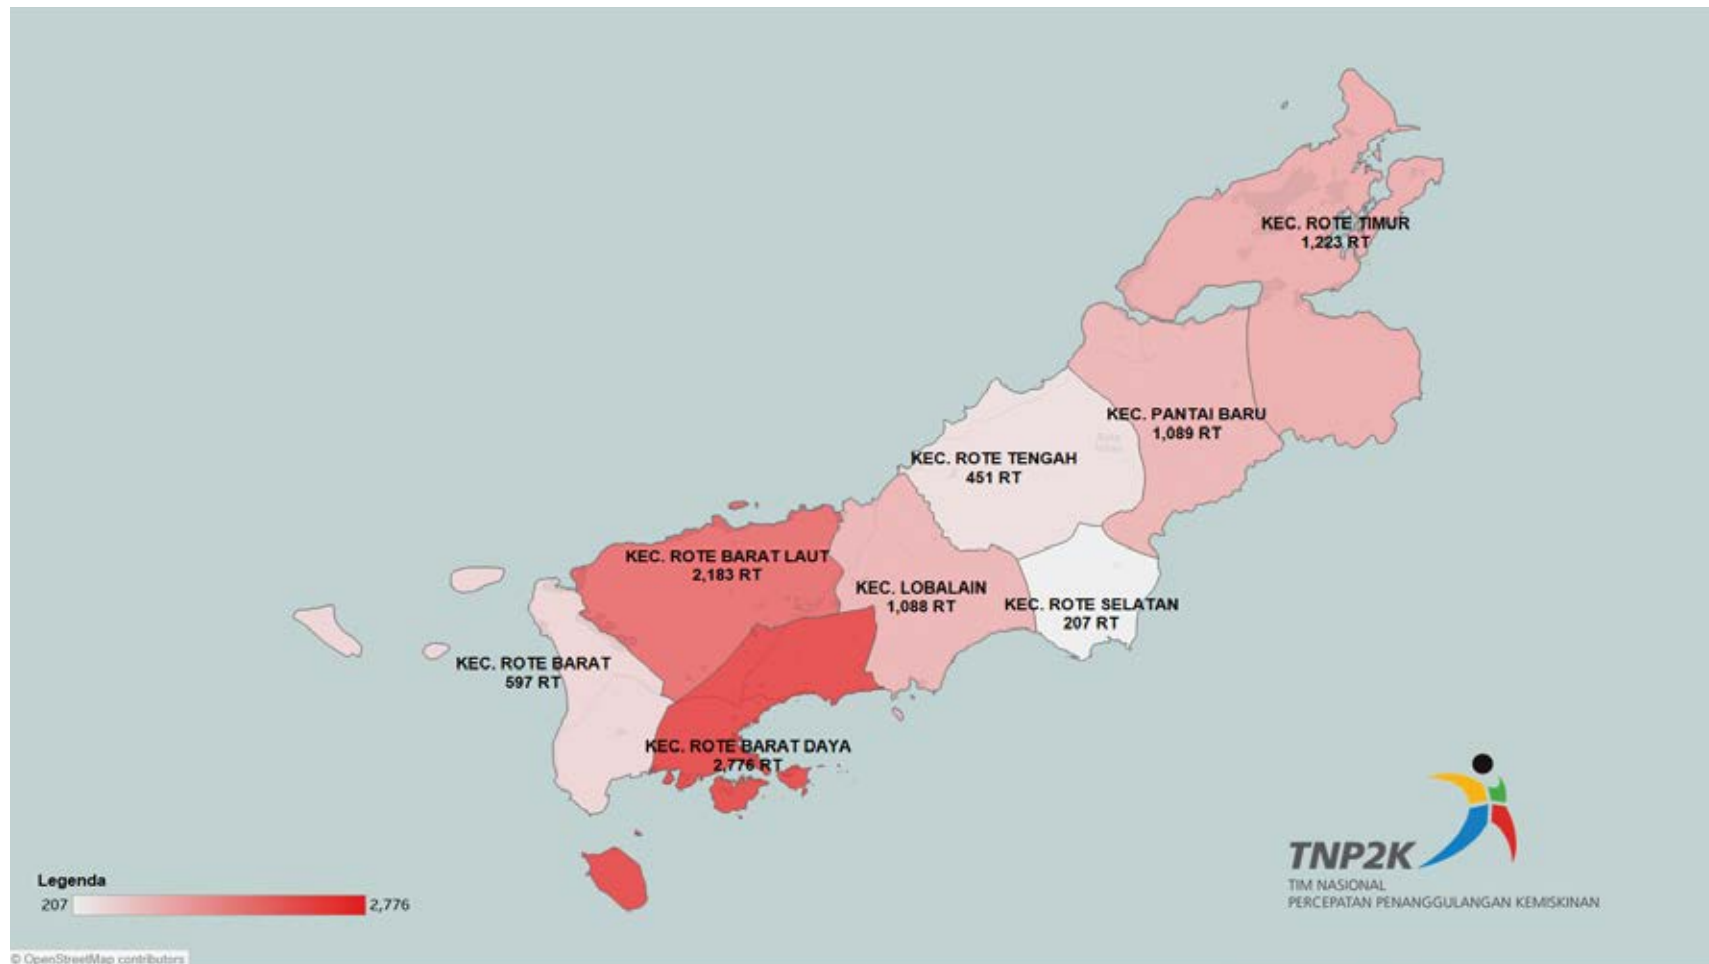 KEC. ROTE TIMUR
1,223 RT
KEC. PANTAI BARU
1,089 RT
KEC. ROTE TENGAH
451 RT
KEC. ROTE BARAT LAUT
2,183 RT
KEC. LOBALAIN
1,088 RT
KEC. ROTE SELATAN
207 RT
KEC. ROTE BARAT
597 RT
KEC. ROTE BARAT DAYA
2,776 RT
TNP2K
TIM NASIONAL
PERCEPATAN PENANGGULANGAN KEMISKINAN
Legenda
207 2,776
© OpenStreetMap contributors